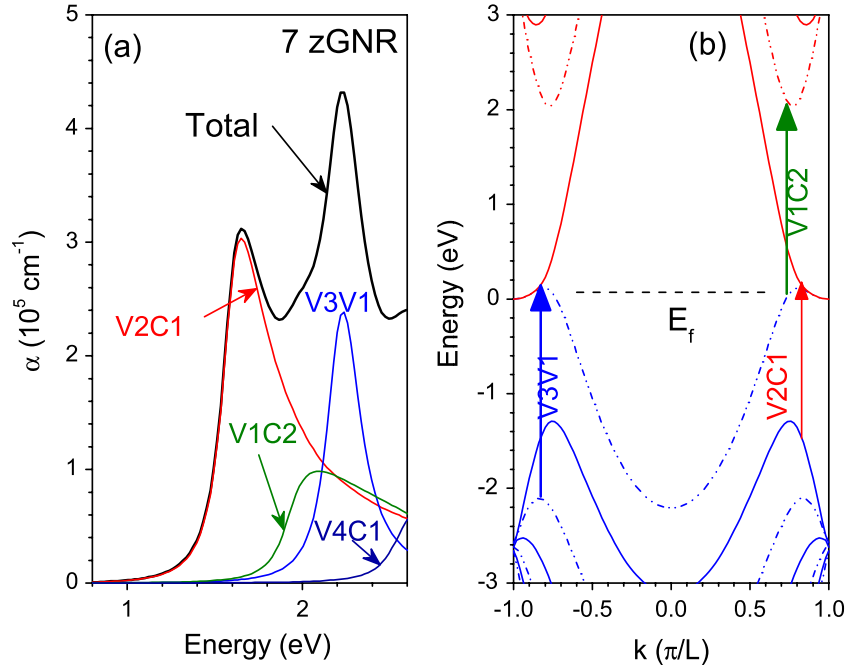 (a)
7 zGNR
Total
V2C1
V3V1
V1C2
V4C1
5
4
3
2
1
0
1
2
α (10⁵ cm⁻¹)
Energy (eV)
(b)
3
2
1
0
-1
-2
-3
-1.0
-0.5
0.0
0.5
1.0
Energy (eV)
k (π/L)
V1C2
E_f
V3V1
V2C1